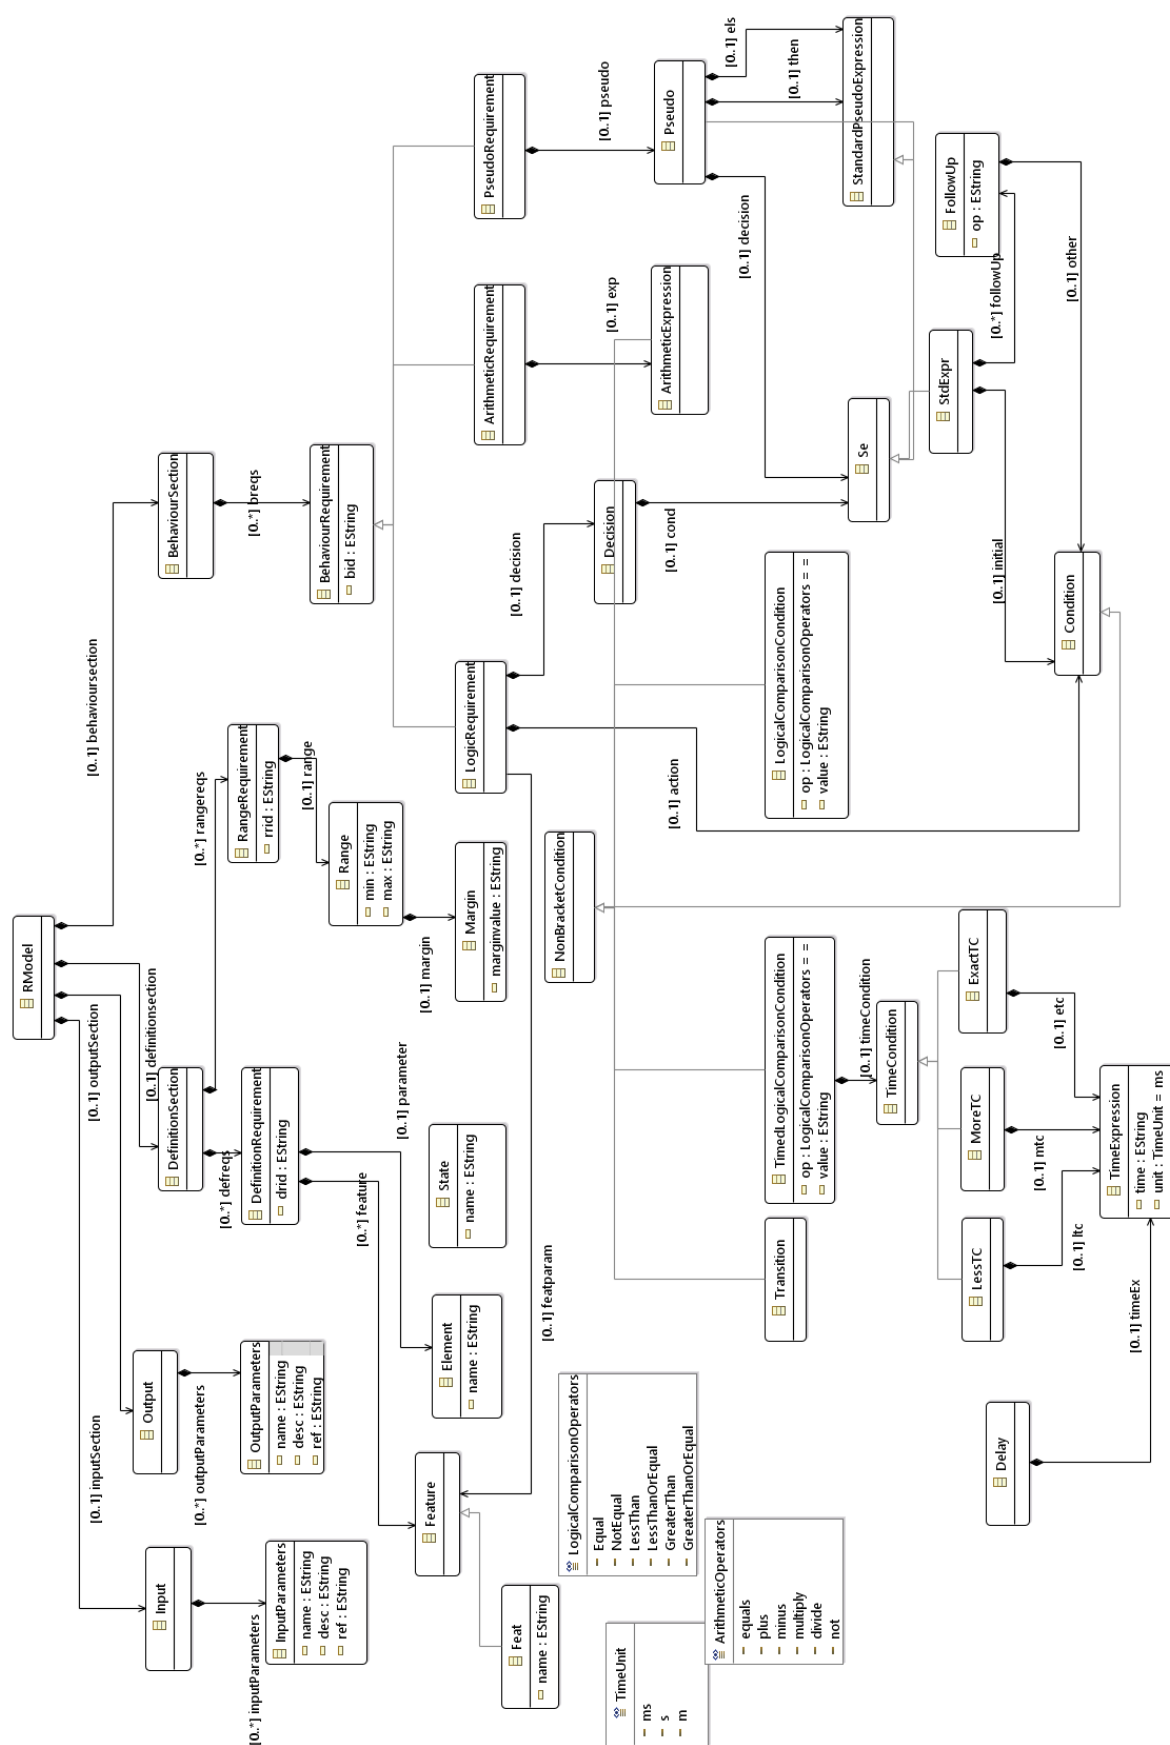 RModel
[0..1] inputSection
[0..1] outputSection
[0..1] definitionsection
[0..1] behavioursection
Input
[0..*] inputParameters
InputParameters
name : EString
desc : EString
ref : EString
Output
[0..*] outputParameters
OutputParameters
name : EString
desc : EString
ref : EString
DefinitionSection
[0..*] defreqs
[0..*] rangereqs
DefinitionRequirement
drid : EString
[0..*] feature
[0..*] parameter
RangeRequirement
rrid : EString
[0..1] range
Range
min : EString
max : EString
[0..1] margin
Margin
marginvalue : EString
BehaviourSection
[0..*] breqs
BehaviourRequirement
bid : EString
Feature
Feat
name : EString
Element
name : EString
State
name : EString
[0..1] featparam
LogicRequirement
[0..1] decision
[0..1] action
ArithmeticRequirement
[0..1] exp
PseudoRequirement
[0..1] pseudo
Decision
[0..1] cond
ArithmeticExpression
Pseudo
[0..1] decision
[0..1] then
[0..1] els
StandardPseudoExpression
Se
NonBracketCondition
LogicalComparisonCondition
op : LogicalComparisonOperators = =
value : EString
TimedLogicalComparisonCondition
op : LogicalComparisonOperators = =
value : EString
[0..1] timeCondition
Transition
TimeCondition
StdExpr
[0..1] initial
[0..*] followUp
FollowUp
op : EString
[0..1] other
Condition
LessTC
[0..1] ltc
MoreTC
[0..1] mtc
ExactTC
[0..1] etc
TimeExpression
time : EString
unit : TimeUnit = ms
Delay
[0..1] timeEx
LogicalComparisonOperators
Equal
NotEqual
LessThan
LessThanOrEqual
GreaterThan
GreaterThanOrEqual
TimeUnit
ms
s
m
ArithmeticOperators
equals
plus
minus
multiply
divide
not